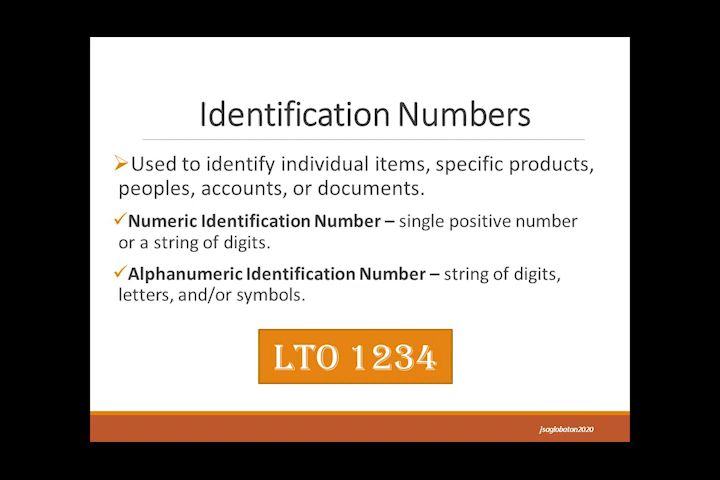 Identification Numbers
➢Used to identify individual items, specific products,
peoples, accounts, or documents.
✓Numeric Identification Number – single positive number
or a string of digits.
✓Alphanumeric Identification Number – string of digits,
letters, and/or symbols.
LTO 1234
jsaglobaton2020